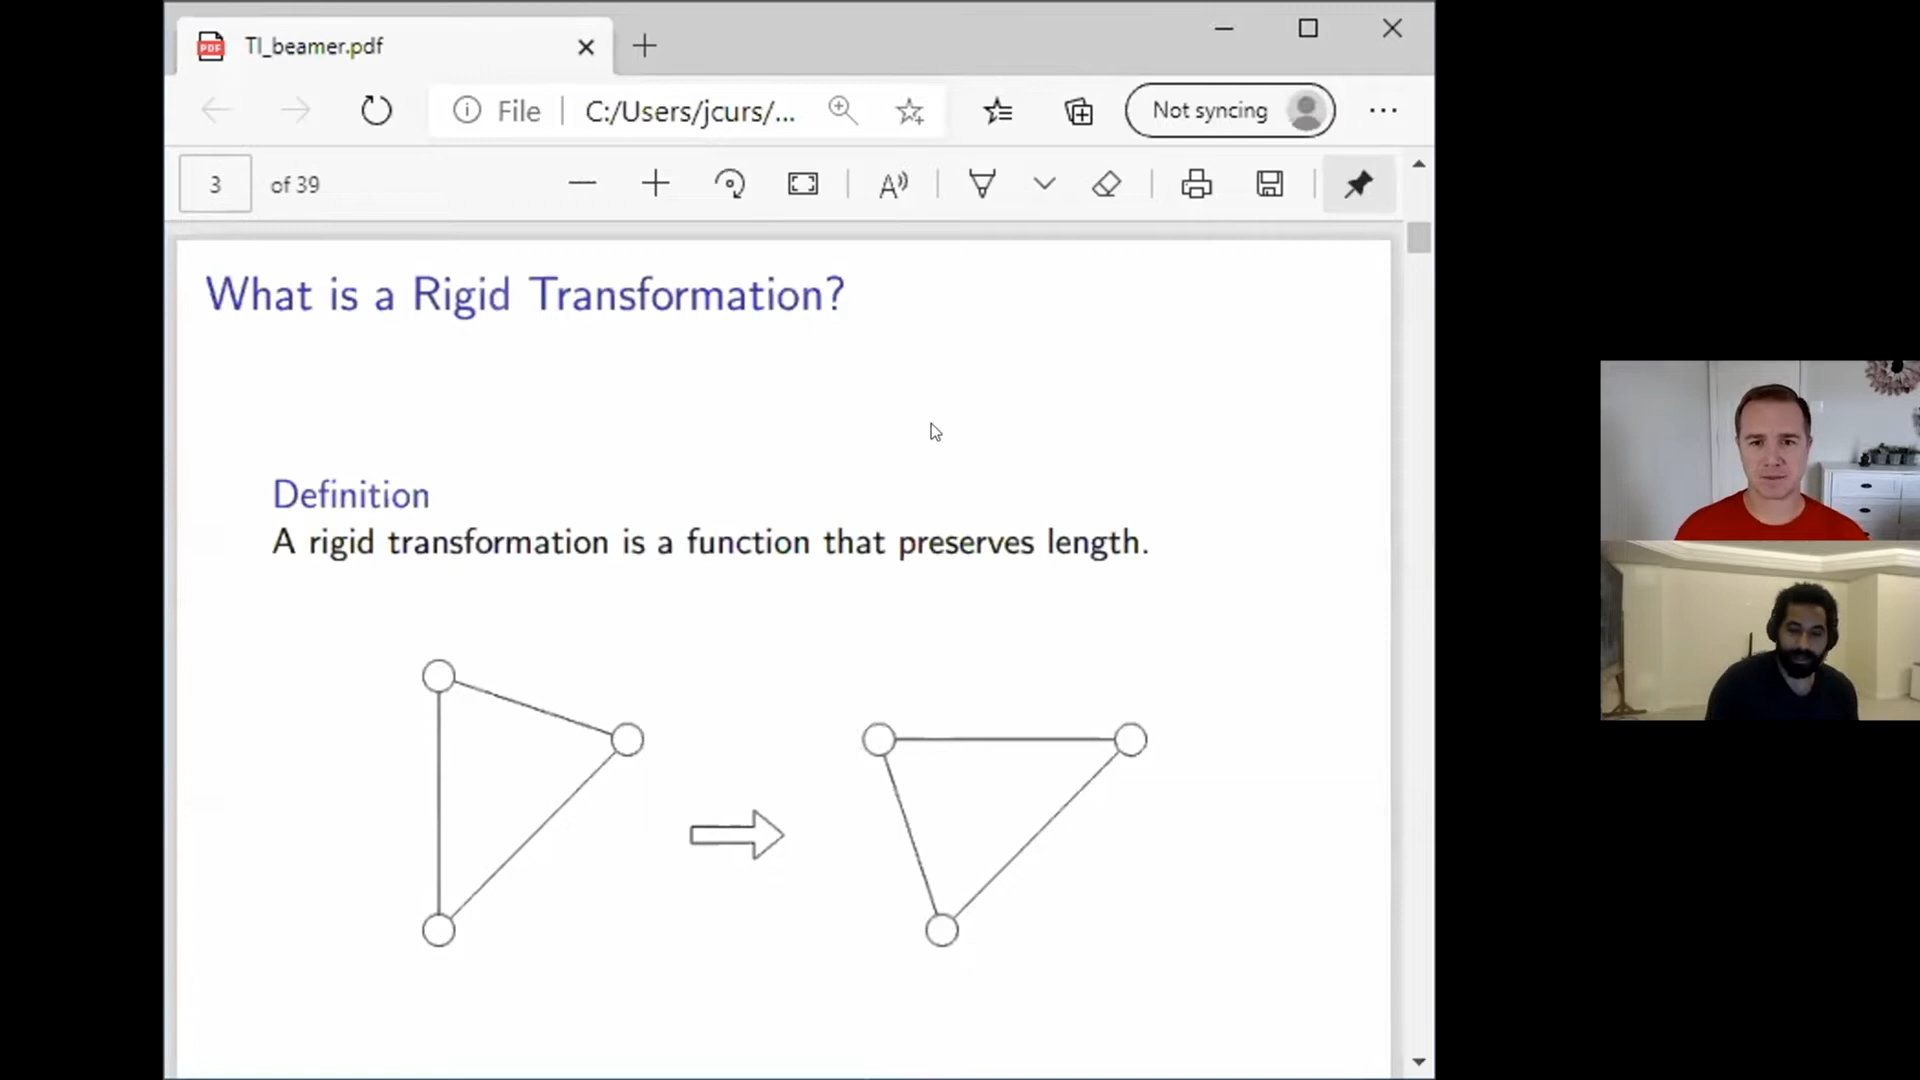 TI_beamer.pdf
File | C:/Users/jcurs/... Not syncing
3 of 39
What is a Rigid Transformation?
Definition
A rigid transformation is a function that preserves length.